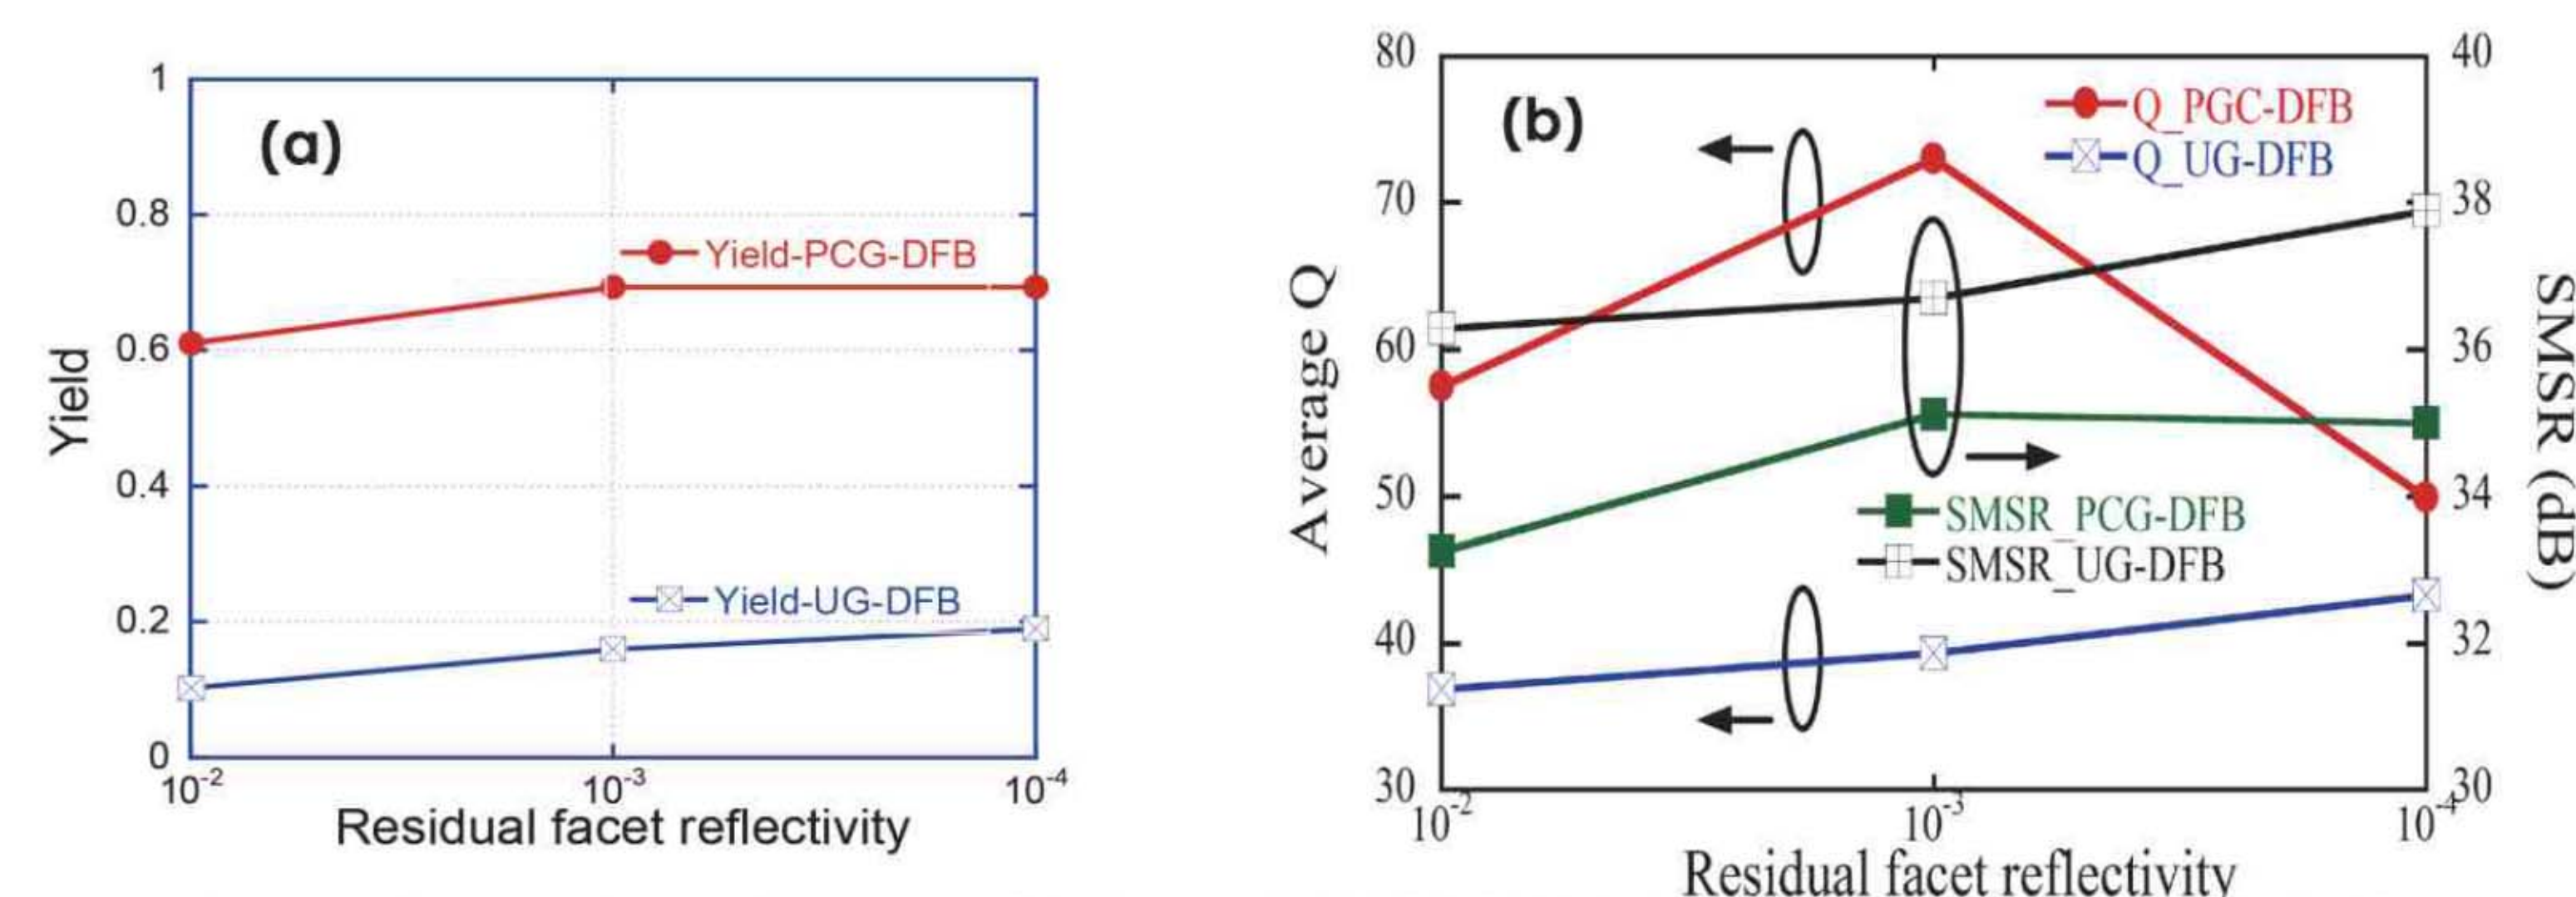 (a)
1
0.8
0.6
0.4
0.2
0
Yield
Yield-PCG-DFB
Yield-UG-DFB
10-2
10-3
10-4
Residual facet reflectivity
(b)
80
70
60
50
40
30
Average Q
Q_PGC-DFB
Q_UG-DFB
SMSR_PCG-DFB
SMSR_UG-DFB
40
38
36
34
32
30
SMSR (dB)
10-2
10-3
10-4
Residual facet reflectivity